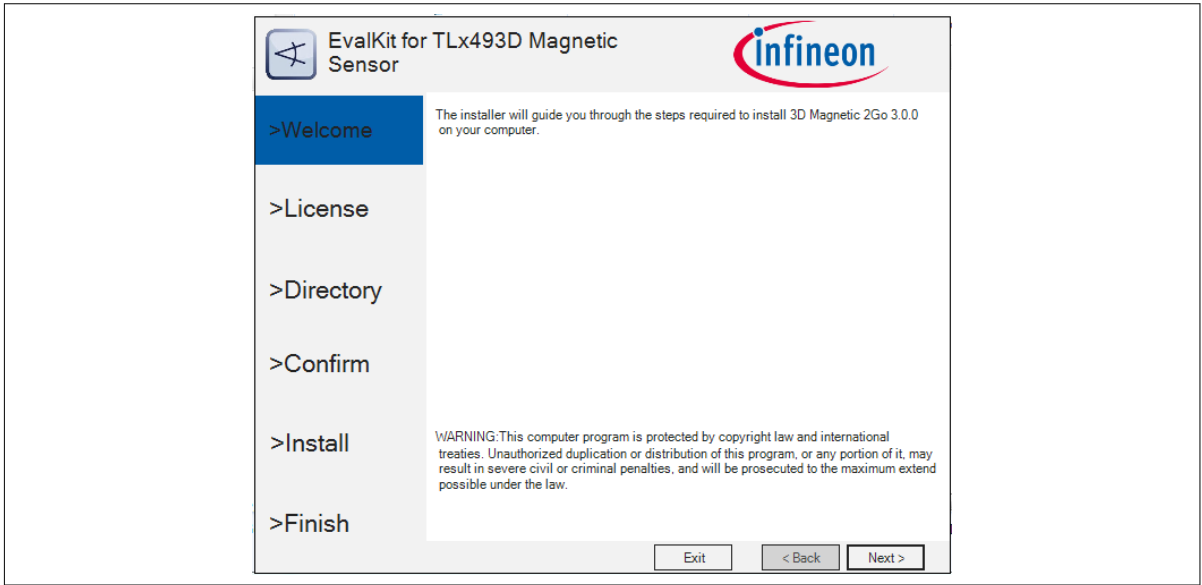 EvalKit for TLx493D Magnetic
Sensor
infineon
>Welcome
The installer will guide you through the steps required to install 3D Magnetic 2Go 3.0.0
on your computer.
>License
>Directory
>Confirm
>Install
WARNING:This computer program is protected by copyright law and international
treaties. Unauthorized duplication or distribution of this program, or any portion of it, may
result in severe civil or criminal penalties, and will be prosecuted to the maximum extend
possible under the law.
>Finish
Exit
< Back
Next >